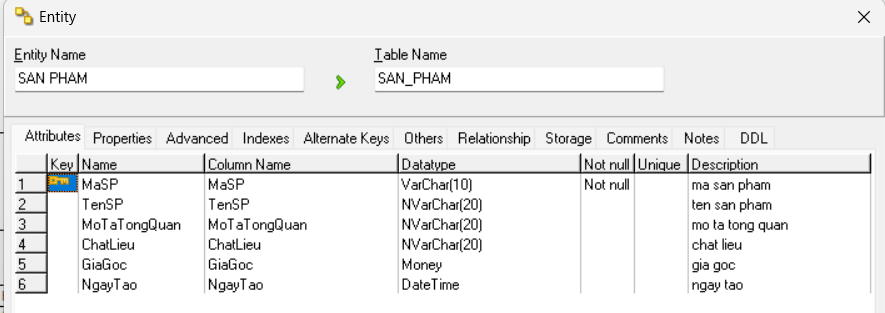 Entity
Entity Name Table Name
SAN PHAM SAN_PHAM
Attributes Properties Advanced Indexes Alternate Keys Others Relationship Storage Comments Notes DDL
Key Name Column Name Datatype Not null Unique Description
1 MaSP MaSP VarChar(10) Not null ma san pham
2 TenSP TenSP NVarChar(20) ten san pham
3 MoTaTongQuan MoTaTongQuan NVarChar(20) mo ta tong quan
4 ChatLieu ChatLieu NVarChar(20) chat lieu
5 GiaGoc GiaGoc Money gia goc
6 NgayTao NgayTao DateTime ngay tao